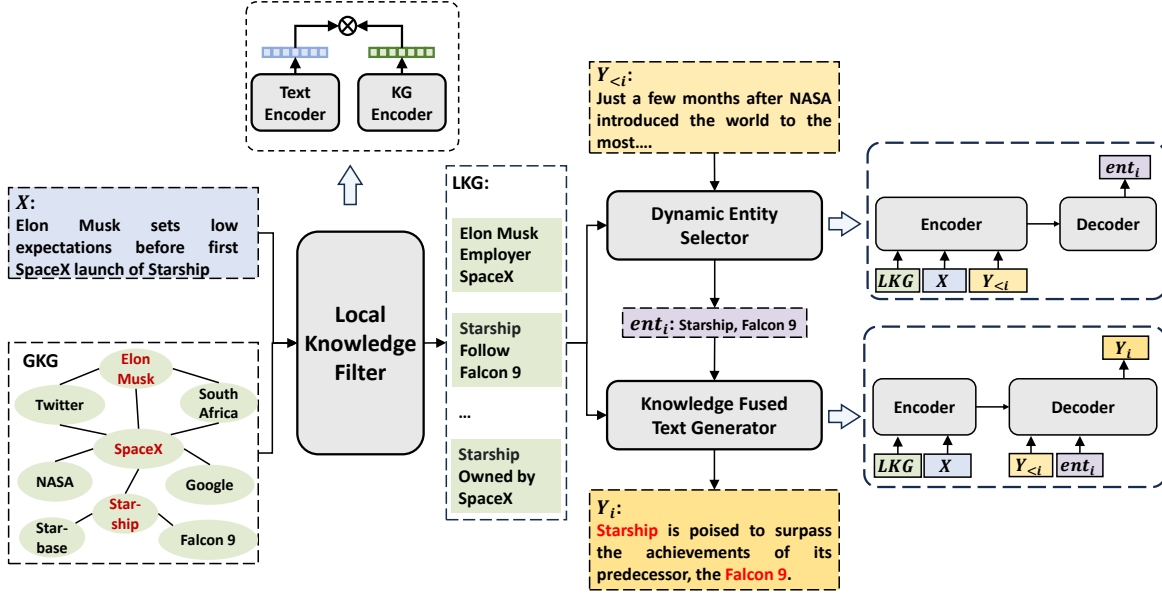 Text
Encoder
KG
Encoder
X:
Elon Musk sets low
expectations before first
SpaceX launch of Starship
GKG
Elon
Musk
Twitter
South
Africa
SpaceX
NASA
Google
Star-
ship
Star-
base
Falcon 9
Local
Knowledge
Filter
LKG:
Elon Musk
Employer
SpaceX
Starship
Follow
Falcon 9
...
Starship
Owned by
SpaceX
Y<i:
Just a few months after NASA
introduced the world to the
most....
Dynamic Entity
Selector
enti: Starship, Falcon 9
Knowledge Fused
Text Generator
Yi:
Starship is poised to surpass
the achievements of its
predecessor, the Falcon 9.
enti
Encoder
Decoder
LKG
X
Y<i
Yi
Encoder
Decoder
LKG
X
Y<i
enti